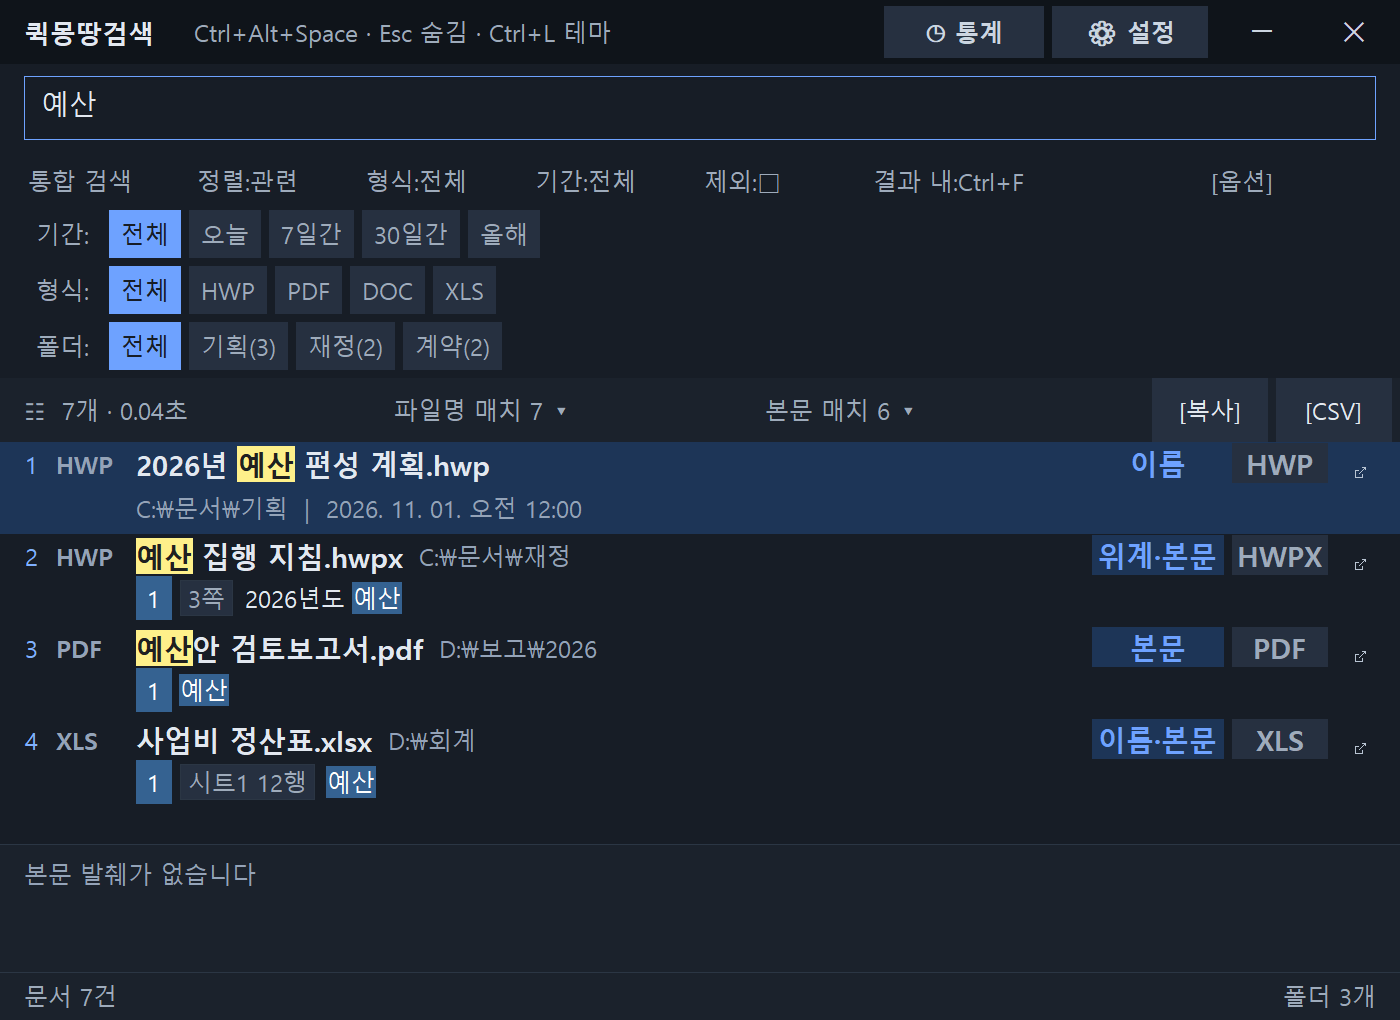 퀵몽땅검색 Ctrl+Alt+Space · Esc 숨김 · Ctrl+L 테마 통계 설정
예산
통합 검색 정렬:관련 형식:전체 기간:전체 제외:□ 결과 내:Ctrl+F [옵션]
기간: 전체 오늘 7일간 30일간 올해
형식: 전체 HWP PDF DOC XLS
폴더: 전체 기획(3) 재정(2) 계약(2)
7개 · 0.04초 파일명 매치 7 ▾ 본문 매치 6 ▾ [복사] [CSV]
1 HWP 2026년 예산 편성 계획.hwp 이름 HWP
C:₩문서₩기획 | 2026. 11. 01. 오전 12:00
2 HWP 예산 집행 지침.hwpx C:₩문서₩재정 위계·본문 HWPX
1 3쪽 2026년도 예산
3 PDF 예산안 검토보고서.pdf D:₩보고₩2026 본문 PDF
1 예산
4 XLS 사업비 정산표.xlsx D:₩회계 이름·본문 XLS
1 시트1 12행 예산
본문 발췌가 없습니다
문서 7건 폴더 3개